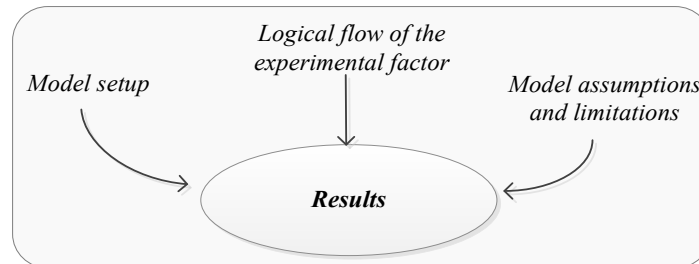 Logical flow of the
experimental factor
Model setup
Model assumptions
and limitations
Results